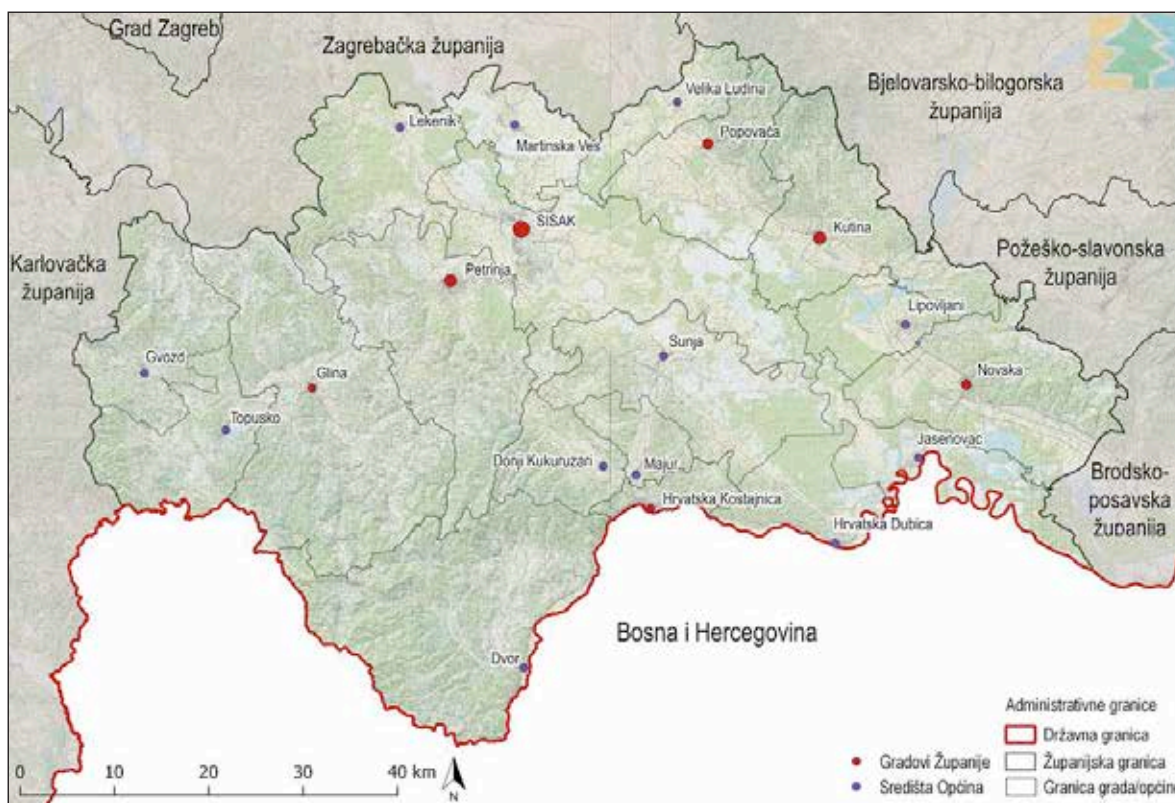 Grad Zagreb
Zagrebačka županija
Bjelovarsko-bilogorska
županija
Velika Ludina
Lekenik
Martinska Ves
Popovača
SISAK
Kutina
Karlovačka
županija
Petrinja
Požeško-slavonska
županija
Lipovljani
Sunja
Gvozd
Glina
Novska
Topusko
Donji Kukuruzari
Majur
Jasenovac
Brodsko-
posavska
županija
Hrvatska Kostajnica
Hrvatska Dubica
Bosna i Hercegovina
Dvor
Administrativne granice
Državna granica
Gradovi Županije
Županijska granica
Središta Općina
Granica grada/općin
0 10 20 30 40 km
N